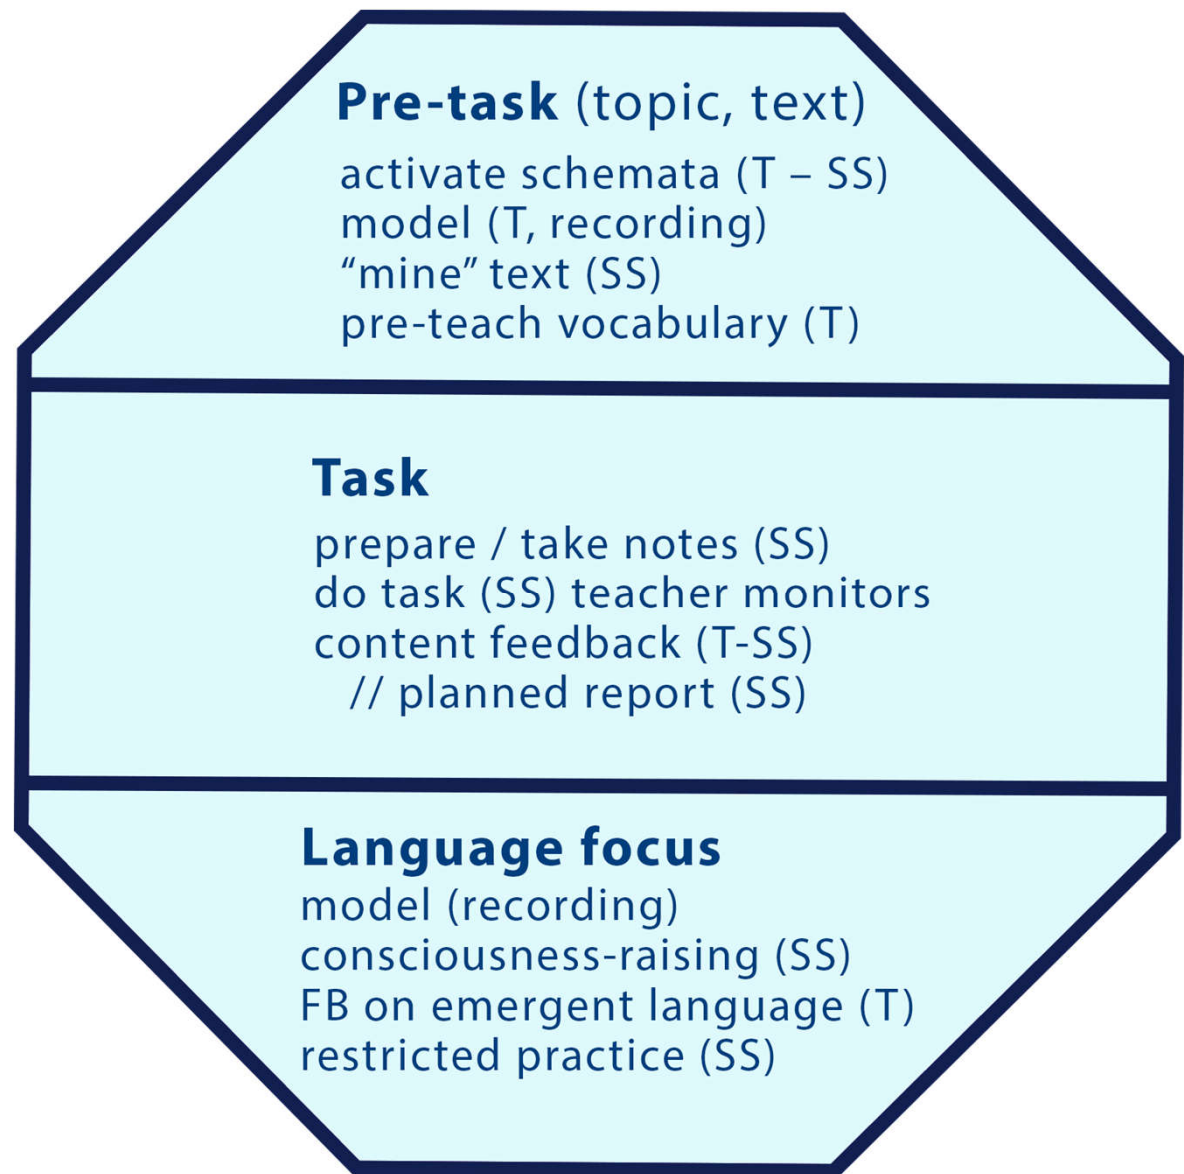 Pre-task (topic, text)
activate schemata (T – SS)
model (T, recording)
“mine” text (SS)
pre-teach vocabulary (T)
Task
prepare / take notes (SS)
do task (SS) teacher monitors
content feedback (T-SS)
// planned report (SS)
Language focus
model (recording)
consciousness-raising (SS)
FB on emergent language (T)
restricted practice (SS)